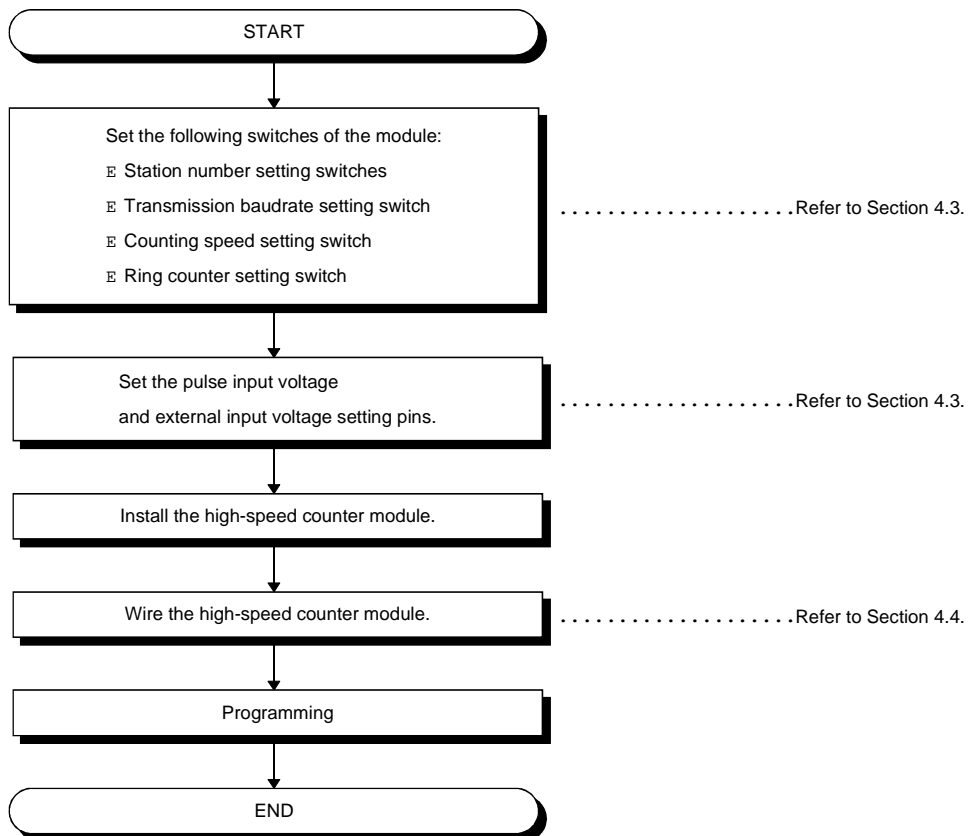 START
Set the following switches of the module:
E Station number setting switches
E Transmission baudrate setting switch
E Counting speed setting switch
E Ring counter setting switch
. . . . . . . . . . . . . . . . . . . . Refer to Section 4.3.
Set the pulse input voltage
and external input voltage setting pins.
. . . . . . . . . . . . . . . . . . . . Refer to Section 4.3.
Install the high-speed counter module.
Wire the high-speed counter module.
. . . . . . . . . . . . . . . . . . . . Refer to Section 4.4.
Programming
END